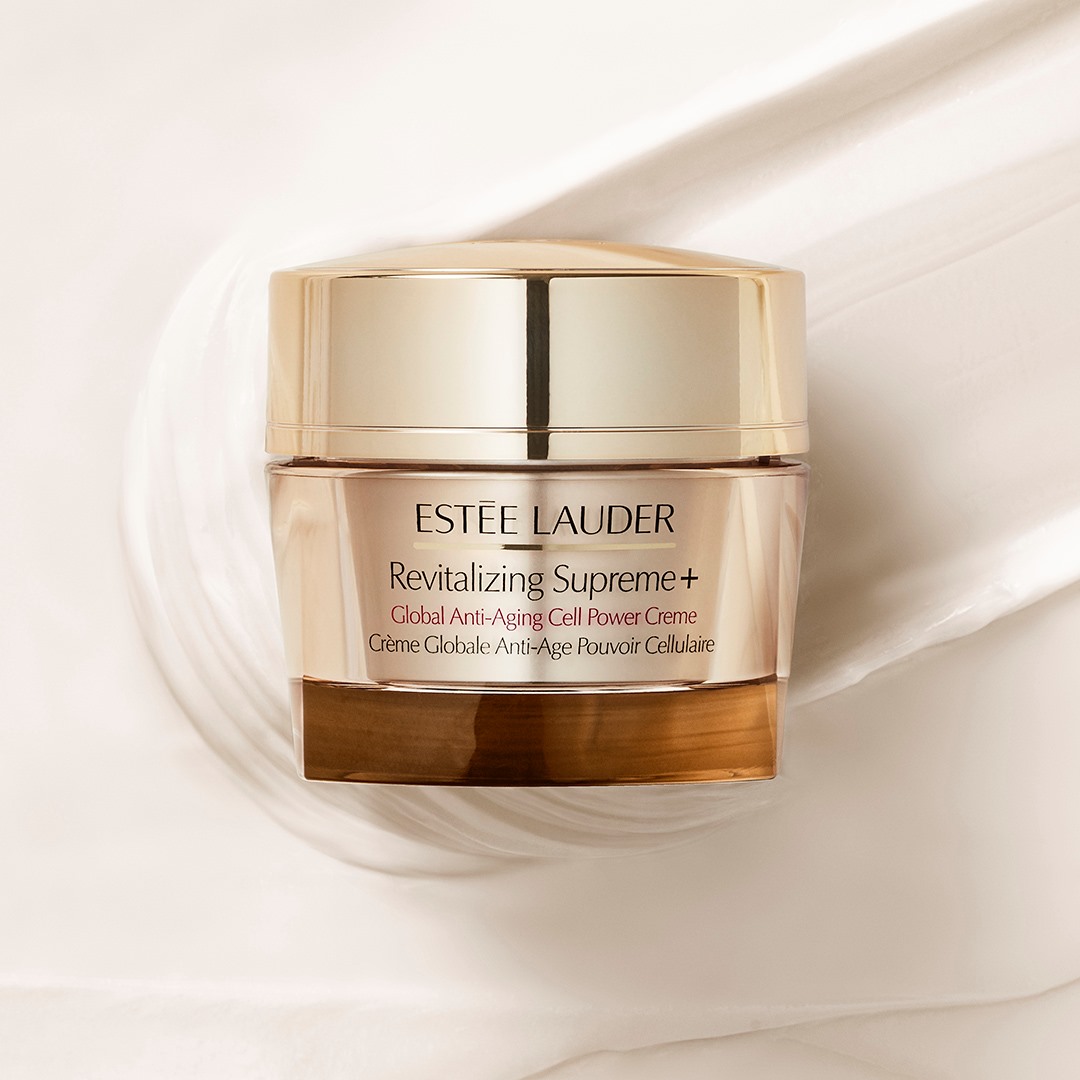 ESTĒE LAUDER
Revitalizing Supreme+
Global Anti-Aging Cell Power Creme
Crème Globale Anti-Age Pouvoir Cellulaire